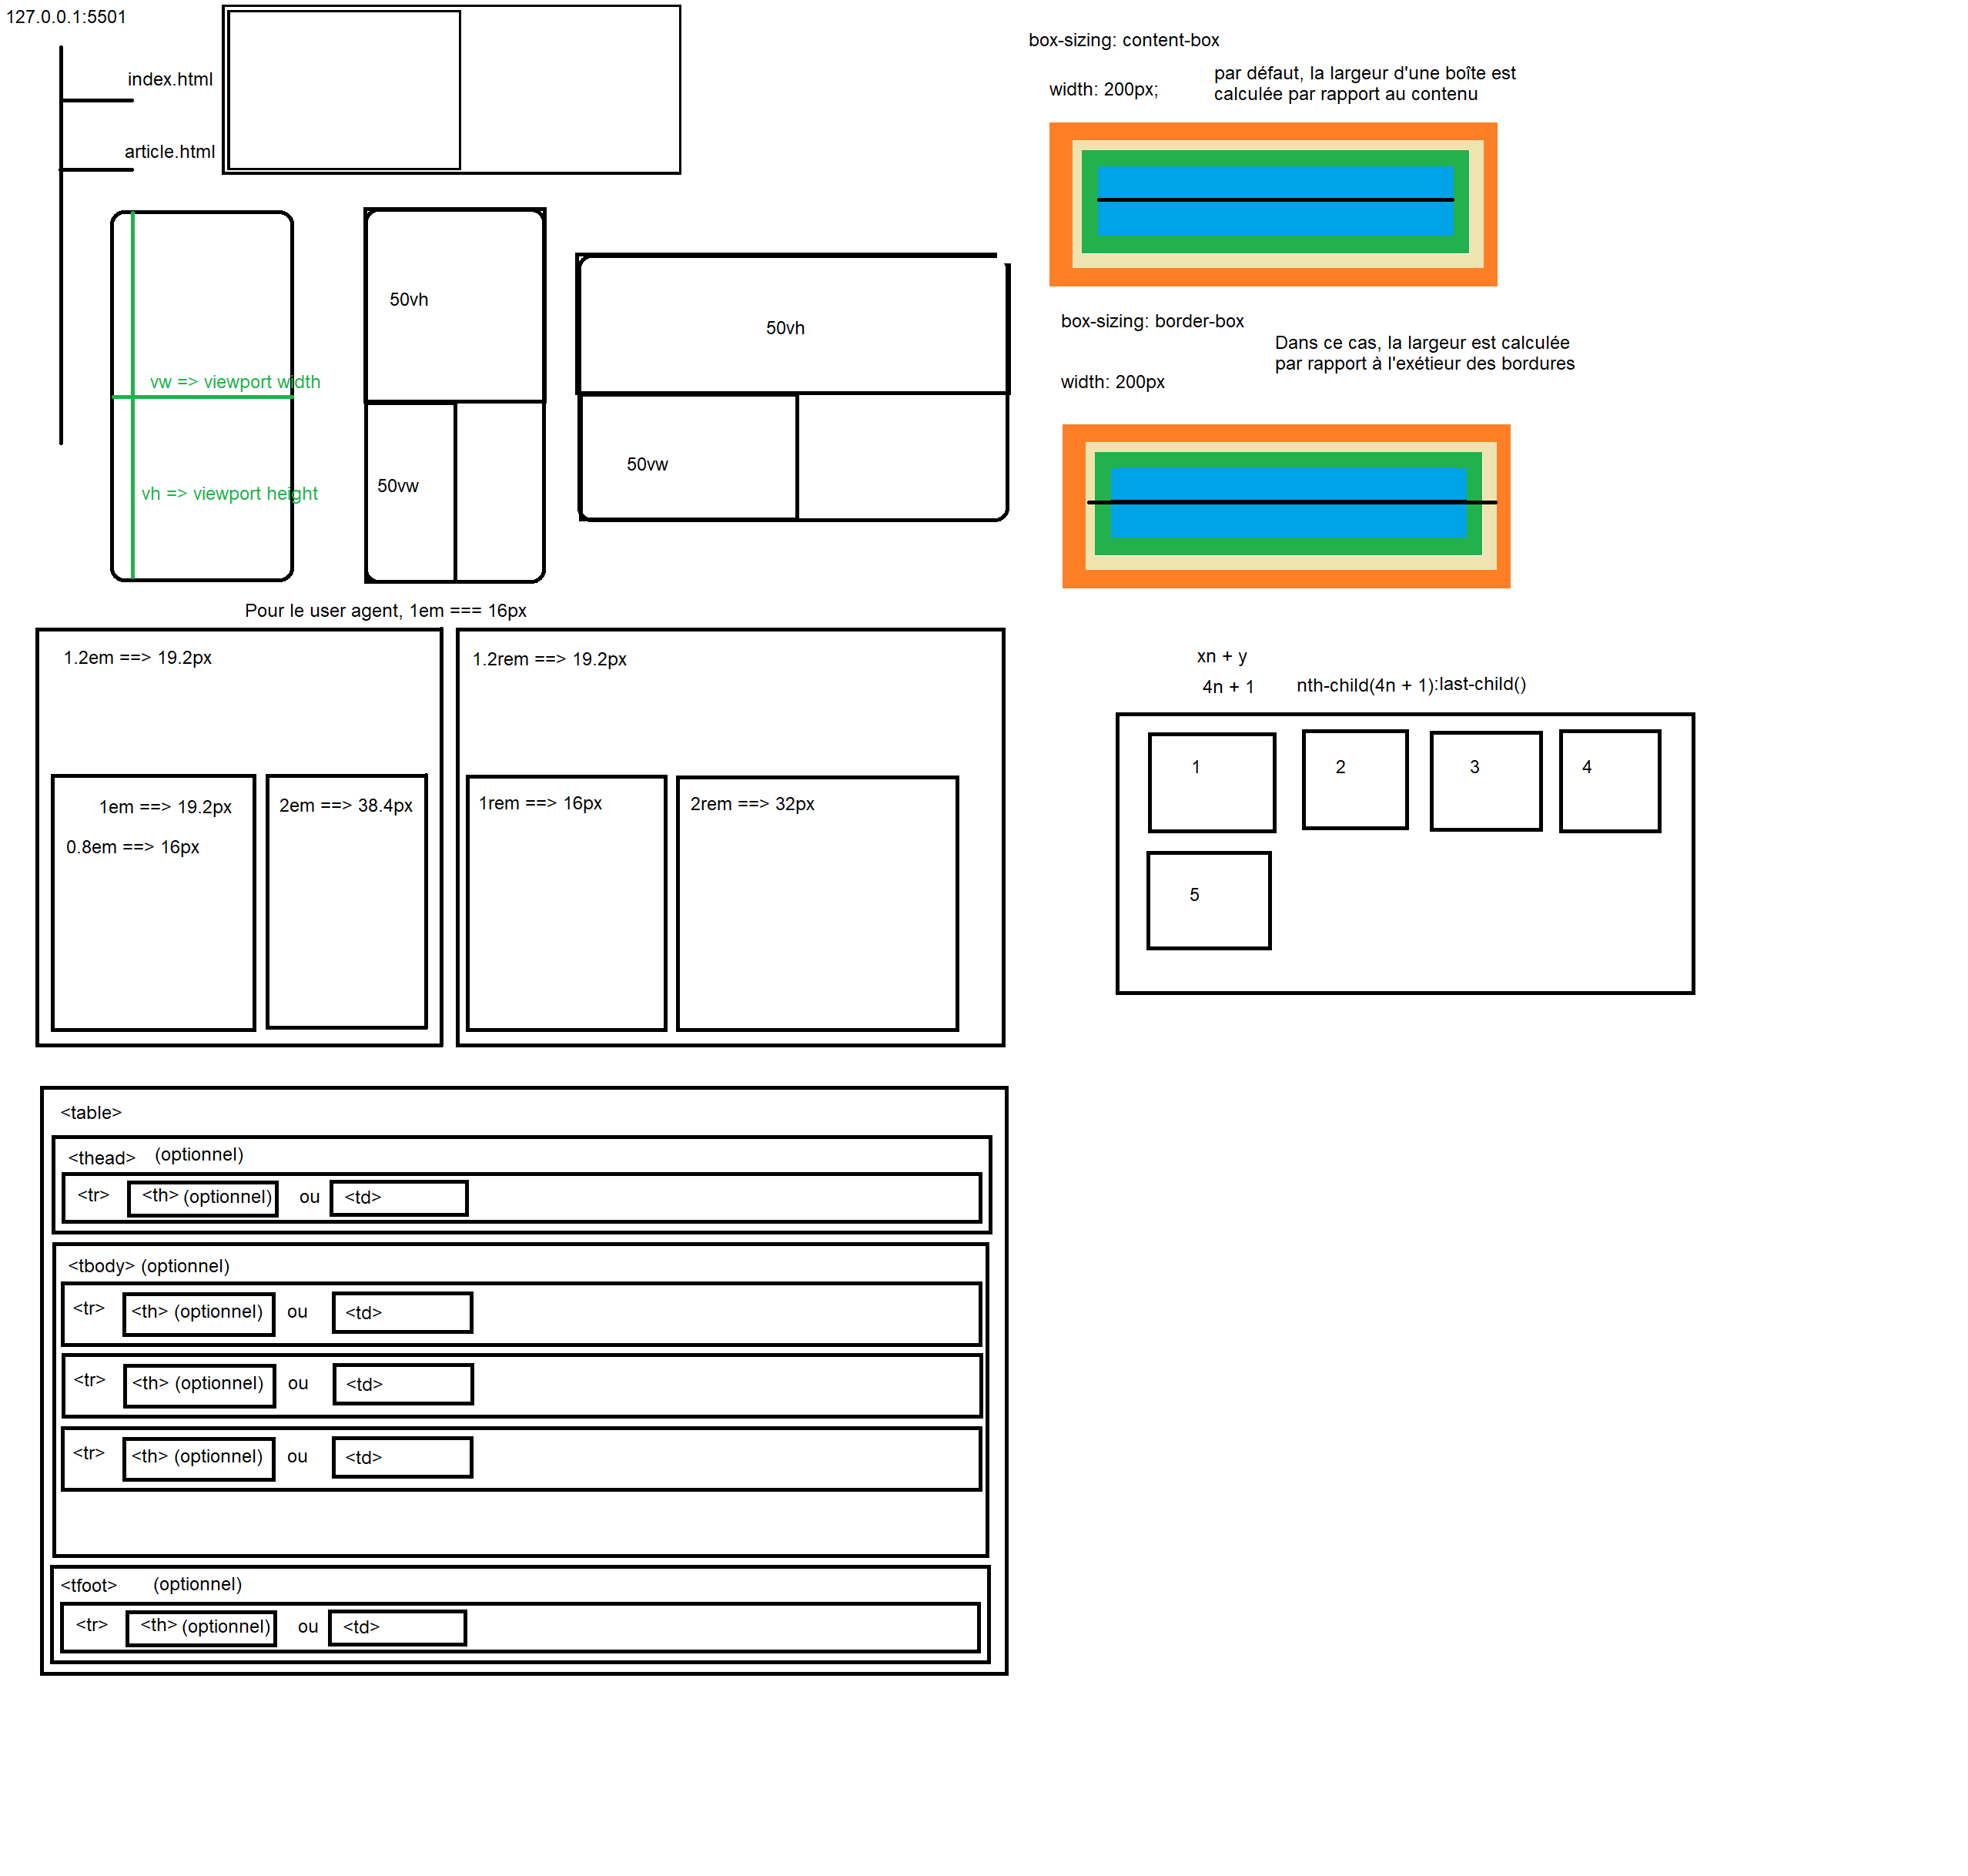 127.0.0.1:5501
index.html
article.html
vw => viewport width
vh => viewport height
50vh
50vw
50vh
50vw
box-sizing: content-box
width: 200px;
par défaut, la largeur d'une boîte est
calculée par rapport au contenu
box-sizing: border-box
Dans ce cas, la largeur est calculée
par rapport à l'exétieur des bordures
width: 200px
Pour le user agent, 1em === 16px
1.2em ==> 19.2px
1em ==> 19.2px
0.8em ==> 16px
2em ==> 38.4px
1.2rem ==> 19.2px
1rem ==> 16px
2rem ==> 32px
xn + y
4n + 1
nth-child(4n + 1):last-child()
1
2
3
4
5
<table>
<thead> (optionnel)
<tr> <th> (optionnel) ou <td>
<tbody> (optionnel)
<tr> <th> (optionnel) ou <td>
<tr> <th> (optionnel) ou <td>
<tr> <th> (optionnel) ou <td>
<tfoot> (optionnel)
<tr> <th> (optionnel) ou <td>